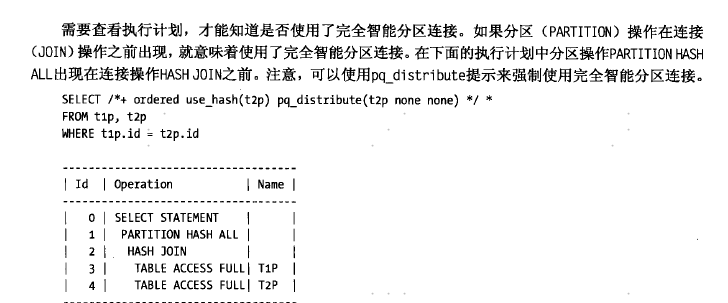 需要查看执行计划，才能知道是否使用了完全智能分区连接。如果分区（PARTITION）操作在连接
（JOIN）操作之前出现，就意味着使用了完全智能分区连接。在下面的执行计划中分区操作PARTITION HASH
ALL出现在连接操作HASH JOIN之前。注意，可以使用pq_distribute提示来强制使用完全智能分区连接。
SELECT /*+ ordered use_hash(t2p) pq_distribute(t2p none none) */ *
FROM t1p, t2p
WHERE t1p.id = t2p.id
-------------------------------------
| Id | Operation | Name |
-------------------------------------
| 0 | SELECT STATEMENT | |
| 1 | PARTITION HASH ALL | |
| 2 | HASH JOIN | |
| 3 | TABLE ACCESS FULL| T1P |
| 4 | TABLE ACCESS FULL| T2P |
-------------------------------------